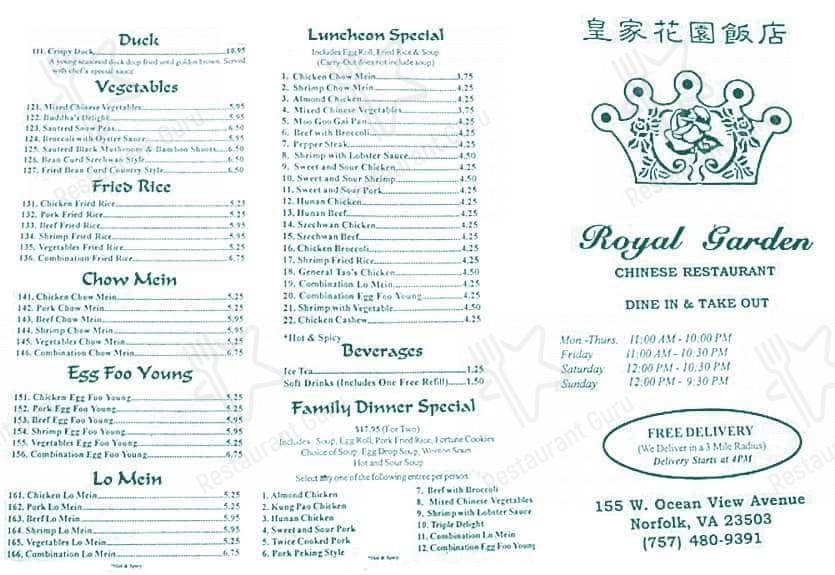 Duck
111. Crispy Duck 10.95
A young seasoned duck deep fried until golden brown. Served
with chef's special sauce
Vegetables
121. Mixed Chinese Vegetables 5.95
122. Buddha's Delight 5.95
123. Sauteed Snow Peas 6.50
124. Broccoli with Oyster Sauce 5.95
125. Sauteed Black Mushroom & Bamboo Shoots 6.50
126. Bean Curd Szechwan Style 6.50
127. Fried Bean Curd Country Style 6.50
Fried Rice
131. Chicken Fried Rice 5.25
132. Pork Fried Rice 5.25
133. Beef Fried Rice 5.95
134. Shrimp Fried Rice 5.95
135. Vegetables Fried Rice 5.25
136. Combination Fried Rice 6.75
Chow Mein
141. Chicken Chow Mein 5.25
142. Pork Chow Mein 5.25
143. Beef Chow Mein 5.95
144. Shrimp Chow Mein 5.95
145. Vegetables Chow Mein 5.25
146. Combination Chow Mein 6.75
Egg Foo Young
151. Chicken Egg Foo Young 5.25
152. Pork Egg Foo Young 5.25
153. Beef Egg Foo Young 5.95
154. Shrimp Egg Foo Young 5.95
155. Vegetables Egg Foo Young 5.25
156. Combination Egg Foo Young 6.75
Lo Mein
161. Chicken Lo Mein 5.25
162. Pork Lo Mein 5.25
163. Beef Lo Mein 5.95
164. Shrimp Lo Mein 5.95
165. Vegetables Lo Mein 5.25
166. Combination Lo Mein 6.75
*Hot & Spicy
Luncheon Special
Includes Egg Roll, Fried Rice & Soup
(Carry-Out does not include soup)
1. Chicken Chow Mein 3.75
2. Shrimp Chow Mein 4.25
3. Almond Chicken 4.25
4. Mixed Chinese Vegetables 3.75
5. Moo Goo Gai Pan 4.25
6. Beef with Broccoli 4.25
7. Pepper Steak 4.25
8. Shrimp with Lobster Sauce 4.50
9. Sweet and Sour Chicken 4.25
10. Sweet and Sour Shrimp 4.50
11. Sweet and Sour Pork 4.25
12. Hunan Chicken 4.25
13. Hunan Beef 4.25
14. Szechwan Chicken 4.25
15. Szechwan Beef 4.25
16. Chicken Broccoli 4.25
17. Shrimp Fried Rice 4.25
18. General Tao's Chicken 4.50
19. Combination Lo Mein 4.25
20. Combination Egg Foo Young 4.25
21. Shrimp with Vegetable 4.50
22. Chicken Cashew 4.25
*Hot & Spicy
Beverages
Ice Tea 1.25
Soft Drinks (Includes One Free Refill) 1.50
Family Dinner Special
$17.95 (For Two)
Includes: Soup, Egg Roll, Pork Fried Rice, Fortune Cookies
Choice of Soup, Egg Drop Soup, Wonton Soup
Hot and Sour Soup
Select any one of the following entree per person
1. Almond Chicken
2. Kung Pao Chicken
3. Hunan Chicken
4. Sweet and Sour Pork
5. Twice Cooked Pork
6. Pork Peking Style
7. Beef with Broccoli
8. Mixed Chinese Vegetables
9. Shrimp with Lobster Sauce
10. Triple Delight
11. Combination Lo Mein
12. Combination Egg Foo Young
*Hot & Spicy
皇家花園飯店
Royal Garden
CHINESE RESTAURANT
DINE IN & TAKE OUT
Mon.-Thurs. 11:00 AM - 10:00 PM
Friday 11:00 AM - 10:30 PM
Saturday 12:00 PM - 10:30 PM
Sunday 12:00 PM - 9:30 PM
FREE DELIVERY
(We Deliver in a 3 Mile Radius)
Delivery Starts at 4PM
155 W. Ocean View Avenue
Norfolk, VA 23503
(757) 480-9391
Restaurant Guru
Restaurant Guru
Restaurant Guru
Restaurant Guru